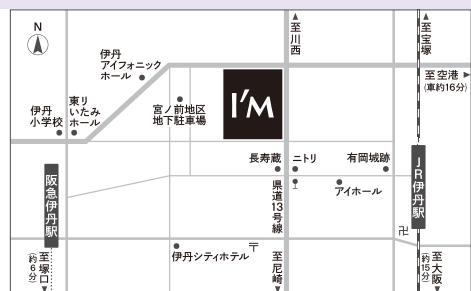 N
至川西
至宝塚
伊丹
アイフォニック
ホール
至空港
(車約16分)
伊丹
小学校
東リ
いたみ
ホール
宮ノ前地区
地下駐車場
I'M
長寿蔵
ニトリ
有岡城跡
アイホール
阪急伊丹駅
県道13号線
JR伊丹駅
伊丹シティホテル
至塚口
(約6分)
至尼崎
至大阪
(約15分)